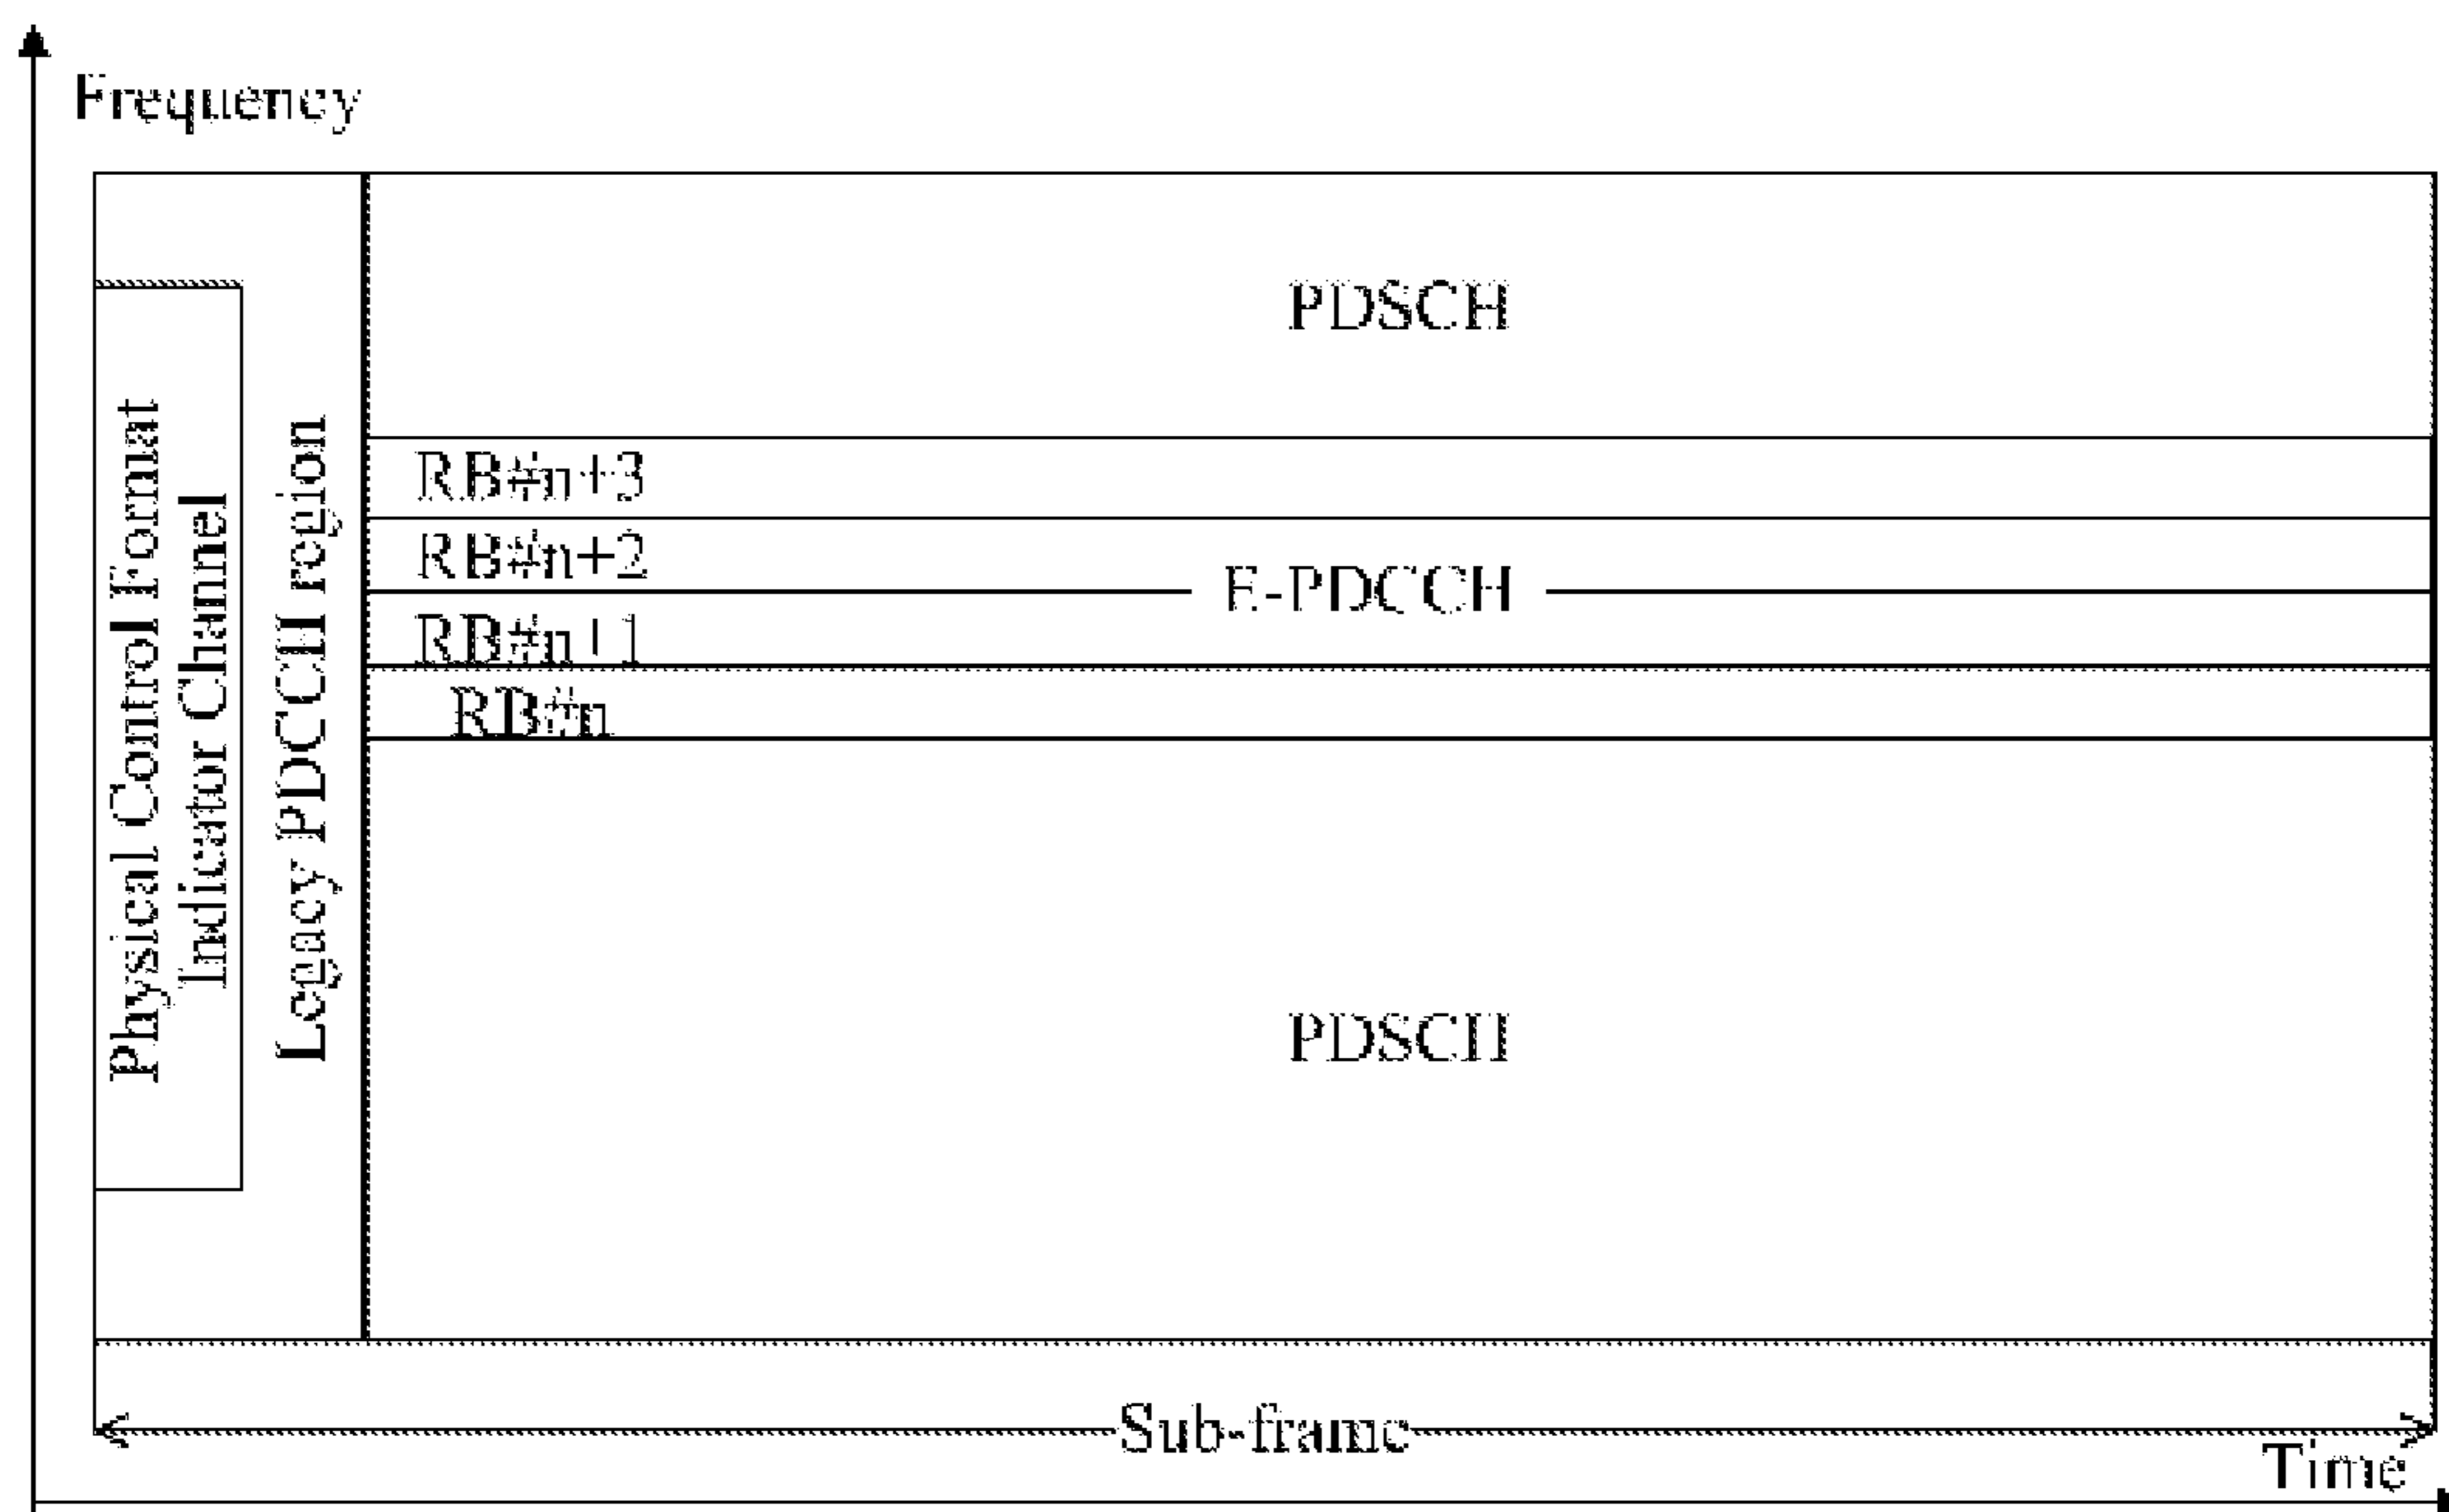 Frequency
PDSCH
RB#n+3
RB#n+2
E-PDCCH
RB#n+1
RB#n
Physical Control Format
Indicator Channel
Legacy PDCCH region
PDSCH
Sub-frame
Time